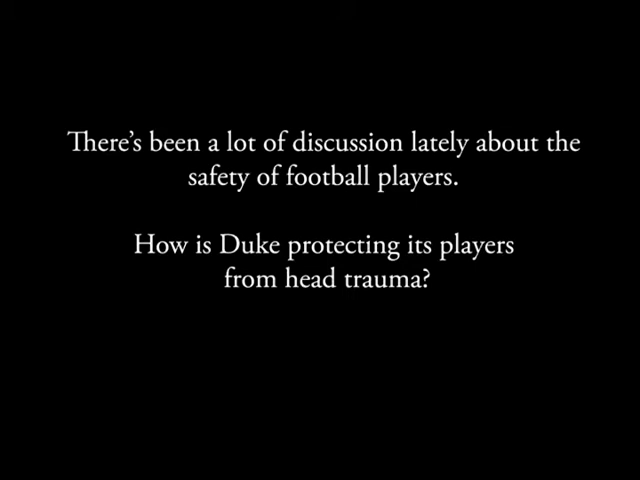 There's been a lot of discussion lately about the
safety of football players.
How is Duke protecting its players
from head trauma?